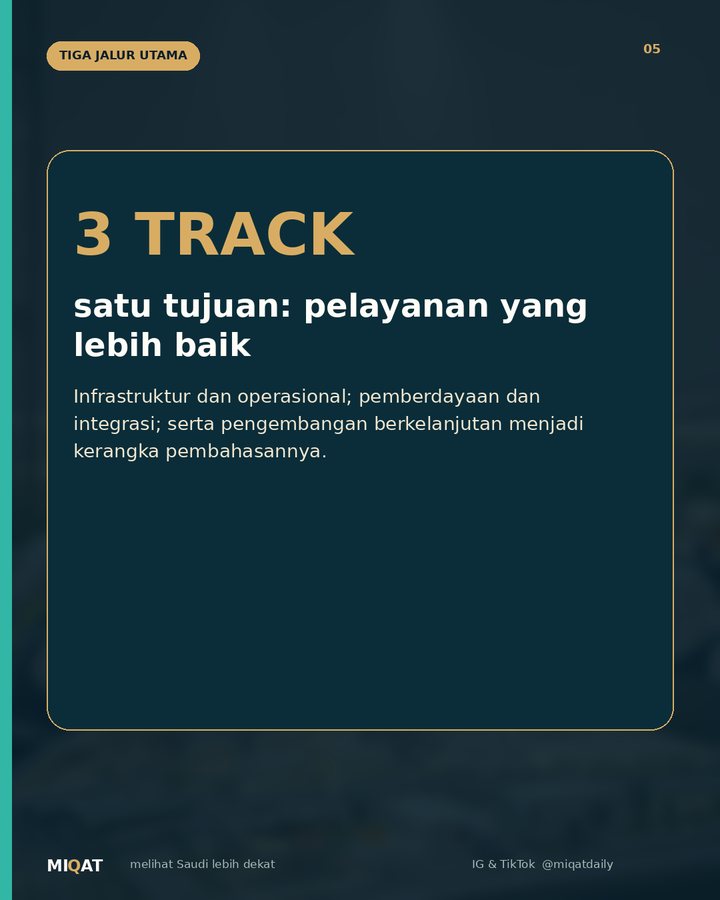 TIGA JALUR UTAMA
05
3 TRACK
satu tujuan: pelayanan yang
lebih baik
Infrastruktur dan operasional; pemberdayaan dan
integrasi; serta pengembangan berkelanjutan menjadi
kerangka pembahasannya.
MIQAT
melihat Saudi lebih dekat
IG & TikTok @miqatdaily